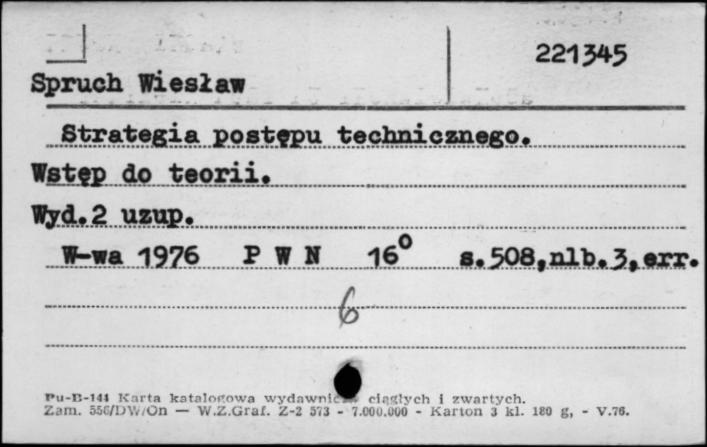 221345
Spruch Wiesław
Strategia postępu technicznego.
Wstęp do teorii.
Wyd.2 uzup.
W-wa 1976 P W N 16° s.508,nlb.3,err.
6
Pu-B-144 Karta katalogowa ciągłych i zwartych.
Zam. 556/DW/On — W.Z.Graf. Z-2 573 - 7.000.000 - Karton 3 kl. 180 g, - V.76.